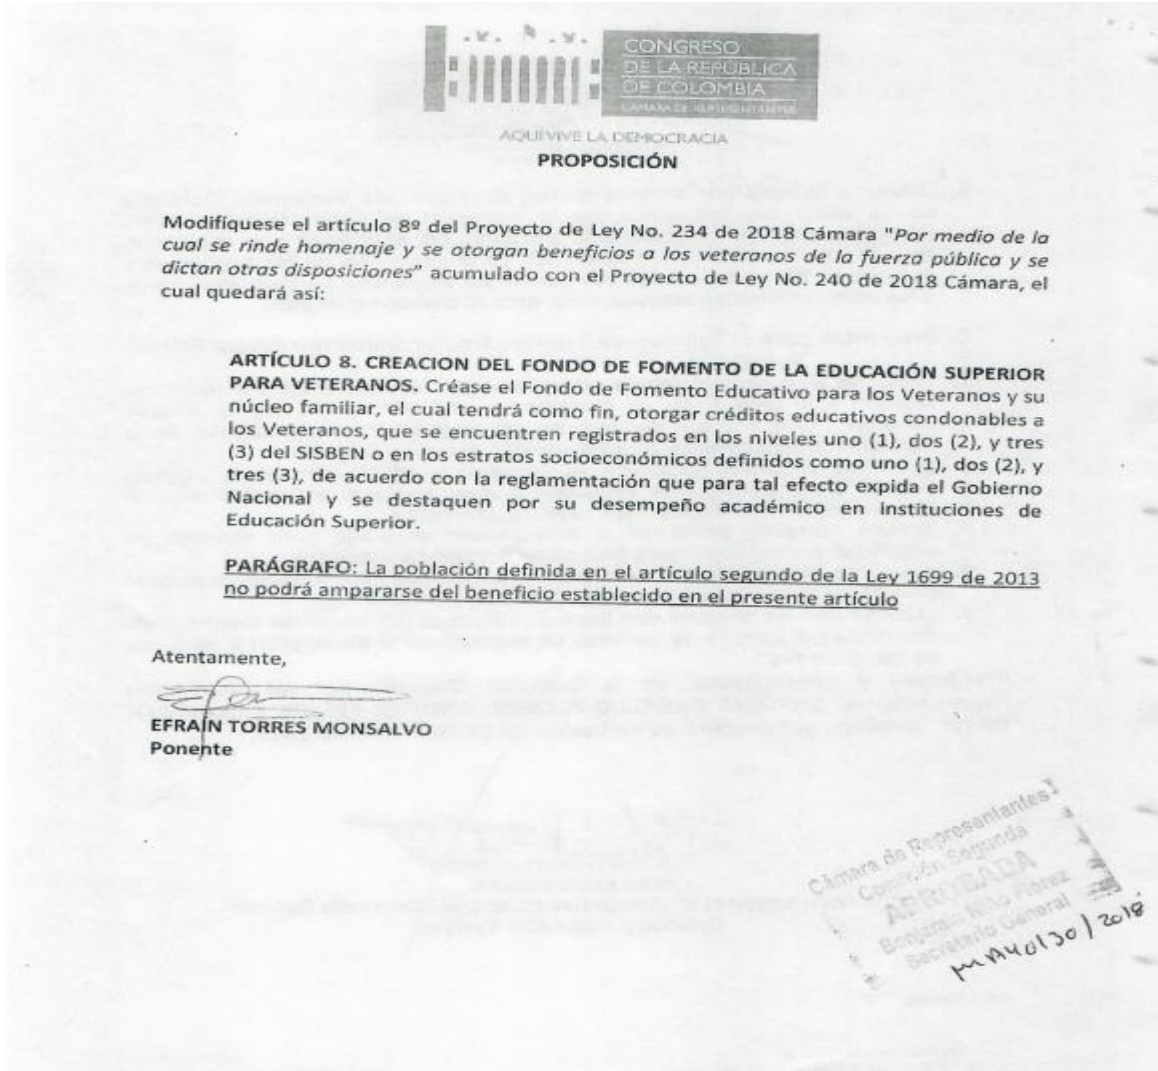 CONGRESO
DE LA REPÚBLICA
DE COLOMBIA
CÁMARA DE REPRESENTANTES
AQUÍ VIVE LA DEMOCRACIA
PROPOSICIÓN
Modifíquese el artículo 8º del Proyecto de Ley No. 234 de 2018 Cámara "Por medio de la
cual se rinde homenaje y se otorgan beneficios a los veteranos de la fuerza pública y se
dictan otras disposiciones" acumulado con el Proyecto de Ley No. 240 de 2018 Cámara, el
cual quedará así:
ARTÍCULO 8. CREACION DEL FONDO DE FOMENTO DE LA EDUCACIÓN SUPERIOR
PARA VETERANOS. Créase el Fondo de Fomento Educativo para los Veteranos y su
núcleo familiar, el cual tendrá como fin, otorgar créditos educativos condonables a
los Veteranos, que se encuentren registrados en los niveles uno (1), dos (2), y tres
(3) del SISBEN o en los estratos socioeconómicos definidos como uno (1), dos (2), y
tres (3), de acuerdo con la reglamentación que para tal efecto expida el Gobierno
Nacional y se destaquen por su desempeño académico en instituciones de
Educación Superior.
PARÁGRAFO: La población definida en el artículo segundo de la Ley 1699 de 2013
no podrá ampararse del beneficio establecido en el presente artículo
Atentamente,
EFRAÍN TORRES MONSALVO
Ponente
Cámara de Representantes
Comisión Segunda
APROBADA
Benjamín Niño Flórez
Secretario General
MAYO/30/2018